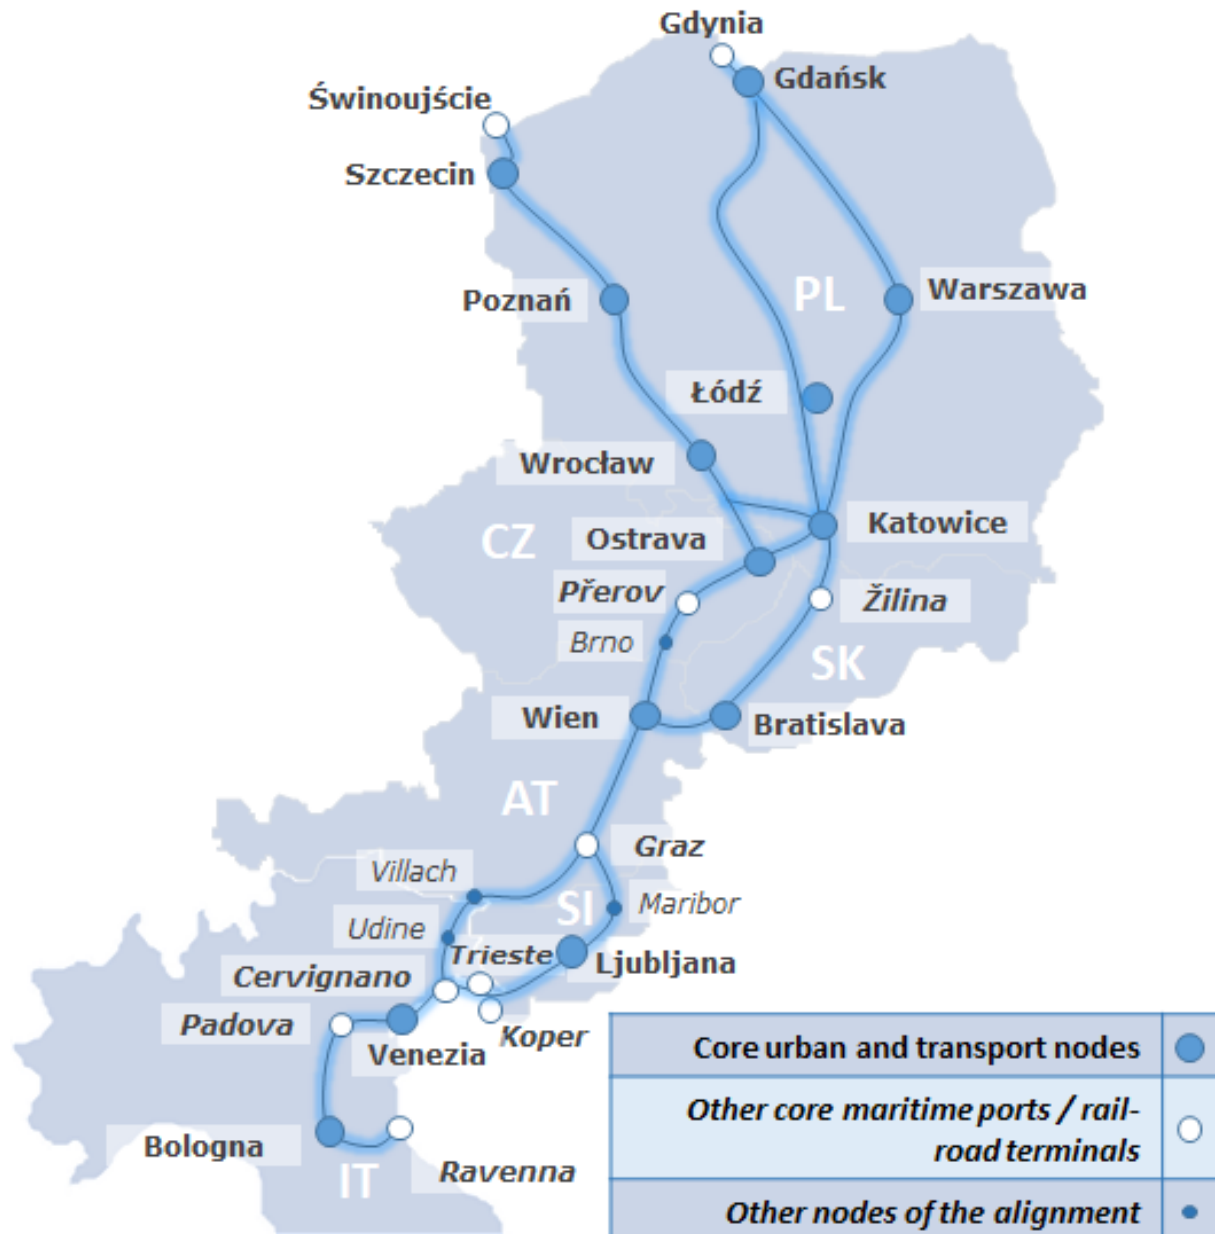 Gdynia
Gdańsk
Świnoujście
Szczecin
Poznań
PL
Warszawa
Łódź
Wrocław
Katowice
CZ
Ostrava
Přerov
Žilina
Brno
SK
Wien
Bratislava
AT
Graz
Villach
SI
Maribor
Udine
Trieste
Ljubljana
Cervignano
Padova
Venezia
Koper
Bologna
Ravenna
IT
Core urban and transport nodes
Other core maritime ports / rail-
road terminals
Other nodes of the alignment